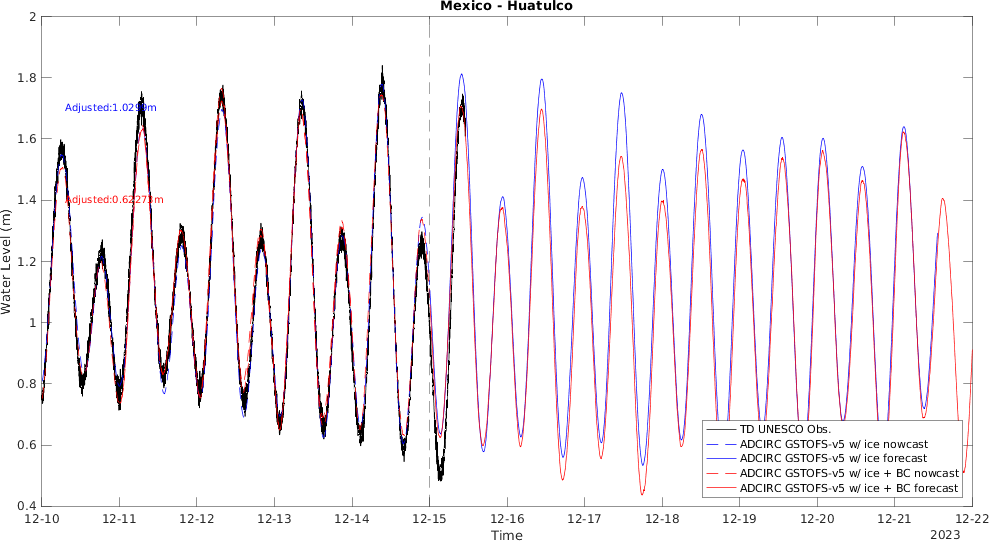 Mexico - Huatulco
2
1.8
1.6
1.4
1.2
1
0.8
0.6
0.4
Water Level (m)
Adjusted:1.0299m
Adjusted:0.62273m
TD UNESCO Obs.
ADCIRC GSTOFS-v5 w/ ice nowcast
ADCIRC GSTOFS-v5 w/ ice forecast
ADCIRC GSTOFS-v5 w/ ice + BC nowcast
ADCIRC GSTOFS-v5 w/ ice + BC forecast
12-10 12-11 12-12 12-13 12-14 12-15 12-16 12-17 12-18 12-19 12-20 12-21 12-22
Time
2023